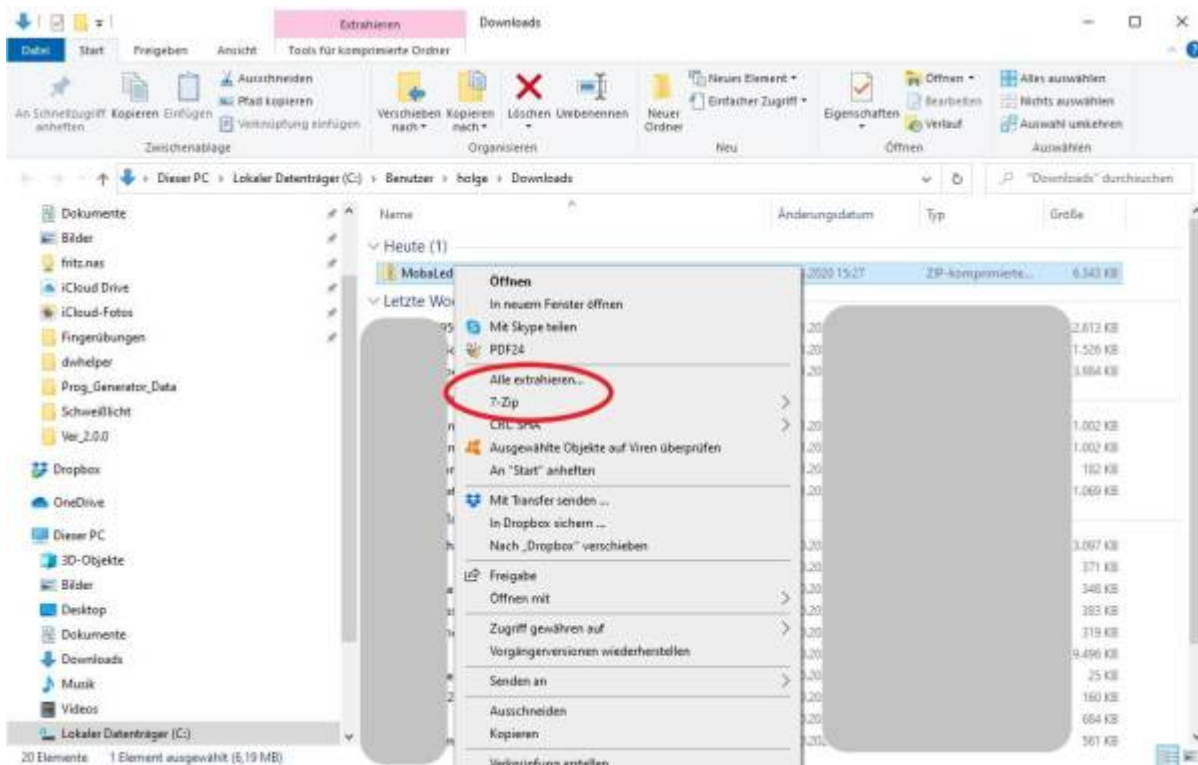 Extrahieren
Downloads
Datei Start Freigeben Ansicht Tools für komprimierte Ordner
An Schnellzugriff anheften
Kopieren
Einfügen
Ausschneiden
Pfad kopieren
Verknüpfung einfügen
Zwischenablage
Verschieben nach
Kopieren nach
Löschen
Umbenennen
Organisieren
Neuer Ordner
Neues Element
Einfacher Zugriff
Neu
Eigenschaften
Öffnen
Bearbeiten
Verlauf
Öffnen
Alles auswählen
Nichts auswählen
Auswahl umkehren
Auswählen
Dieser PC › Lokaler Datenträger (C:) › Benutzer › holge › Downloads
"Downloads" durchsuchen
Dokumente
Bilder
fritz.nas
iCloud Drive
iCloud-Fotos
Fingerübungen
dwhelper
Prog_Generator_Data
Schweißlicht
Ver_2.0.0
Dropbox
OneDrive
Dieser PC
3D-Objekte
Bilder
Desktop
Dokumente
Downloads
Musik
Videos
Lokaler Datenträger (C:)
Name Änderungsdatum Typ Größe
Heute (1)
MobaLed .2020 15:27 ZIP-komprimierte... 6.343 KB
Letzte Wo
Öffnen
In neuem Fenster öffnen
Mit Skype teilen
PDF24
Alle extrahieren...
7-Zip
CRC SHA
Ausgewählte Objekte auf Viren überprüfen
An "Start" anheften
Mit Transfer senden ...
In Dropbox sichern ...
Nach „Dropbox" verschieben
Freigabe
Öffnen mit
Zugriff gewähren auf
Vorgängerversionen wiederherstellen
Senden an
Ausschneiden
Kopieren
Verknüpfung erstellen
2.613 KB
1.526 KB
3.984 KB
1.002 KB
1.002 KB
182 KB
1.069 KB
3.097 KB
371 KB
348 KB
383 KB
319 KB
9.496 KB
25 KB
160 KB
684 KB
561 KB
20 Elemente 1 Element ausgewählt (6,19 MB)